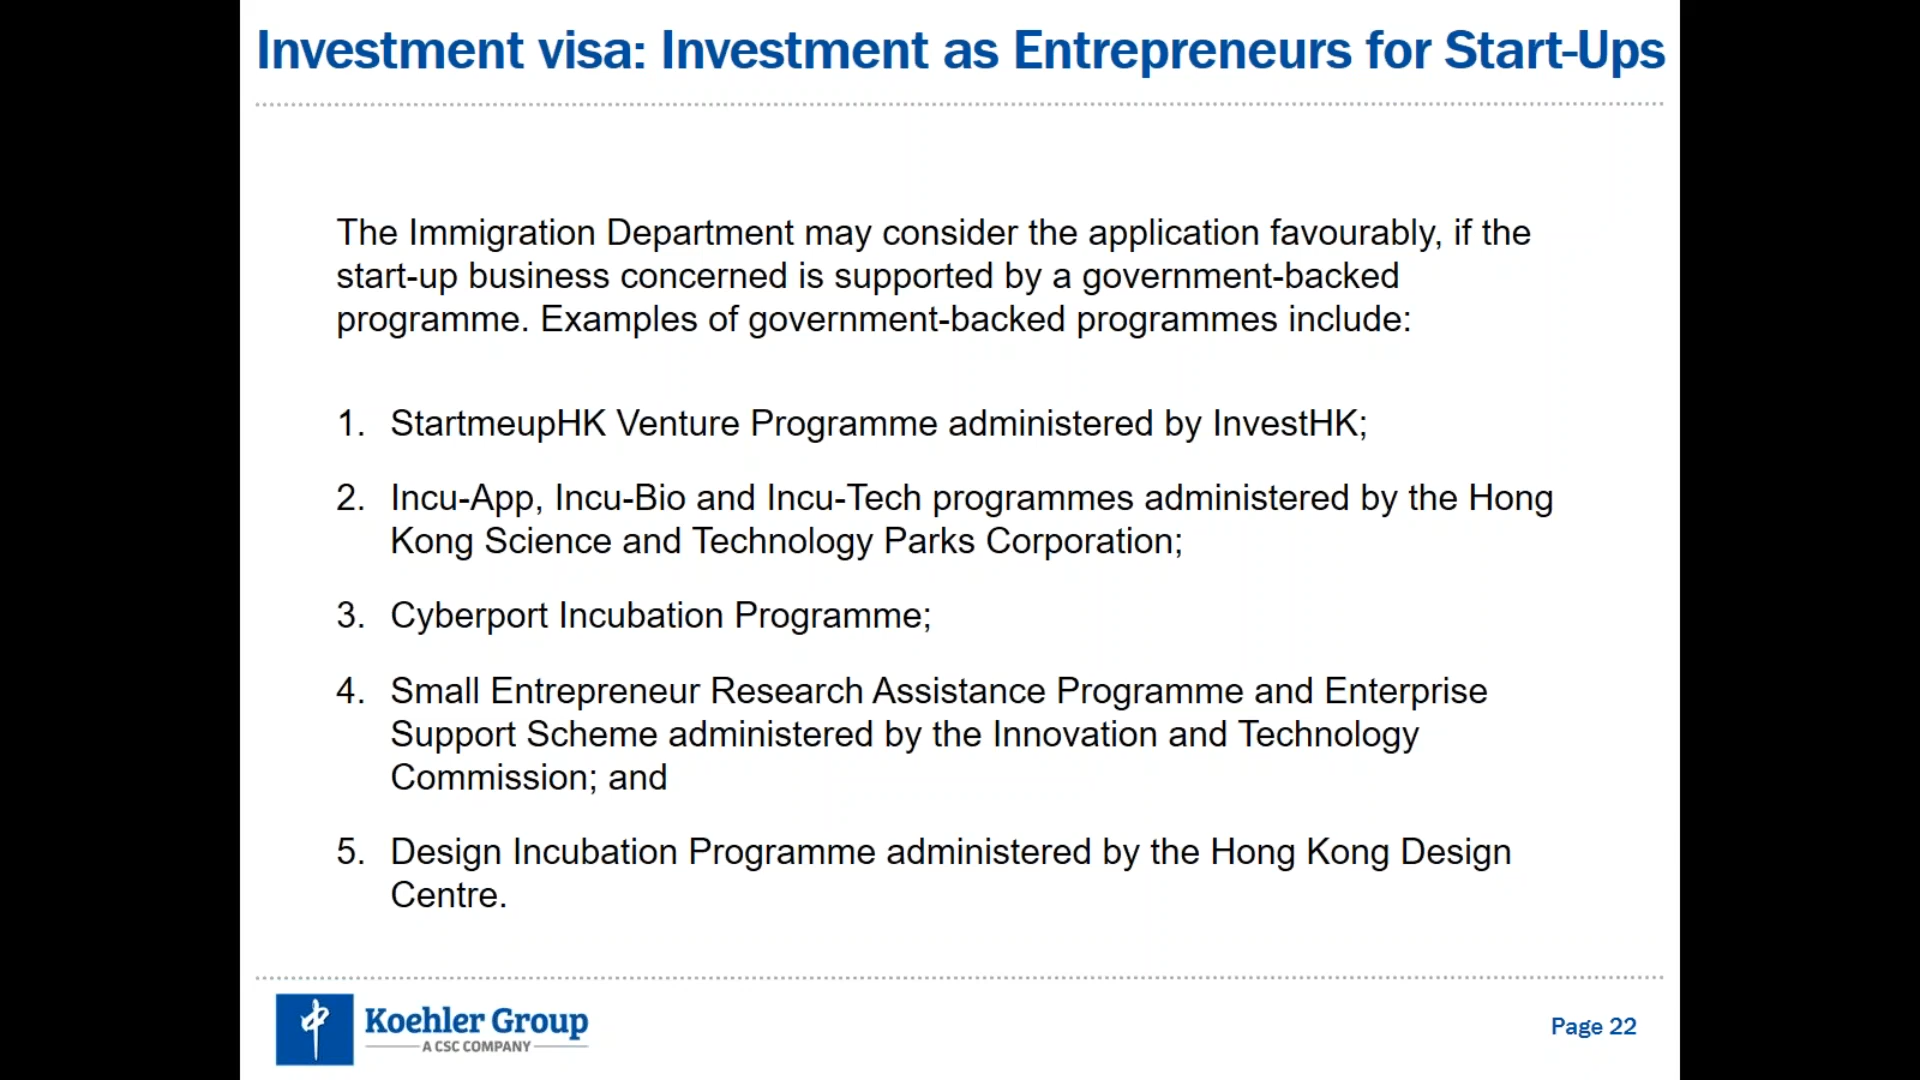 Investment visa: Investment as Entrepreneurs for Start-Ups
The Immigration Department may consider the application favourably, if the
start-up business concerned is supported by a government-backed
programme. Examples of government-backed programmes include:
1. StartmeupHK Venture Programme administered by InvestHK;
2. Incu-App, Incu-Bio and Incu-Tech programmes administered by the Hong
Kong Science and Technology Parks Corporation;
3. Cyberport Incubation Programme;
4. Small Entrepreneur Research Assistance Programme and Enterprise
Support Scheme administered by the Innovation and Technology
Commission; and
5. Design Incubation Programme administered by the Hong Kong Design
Centre.
Koehler Group
A CSC COMPANY
Page 22